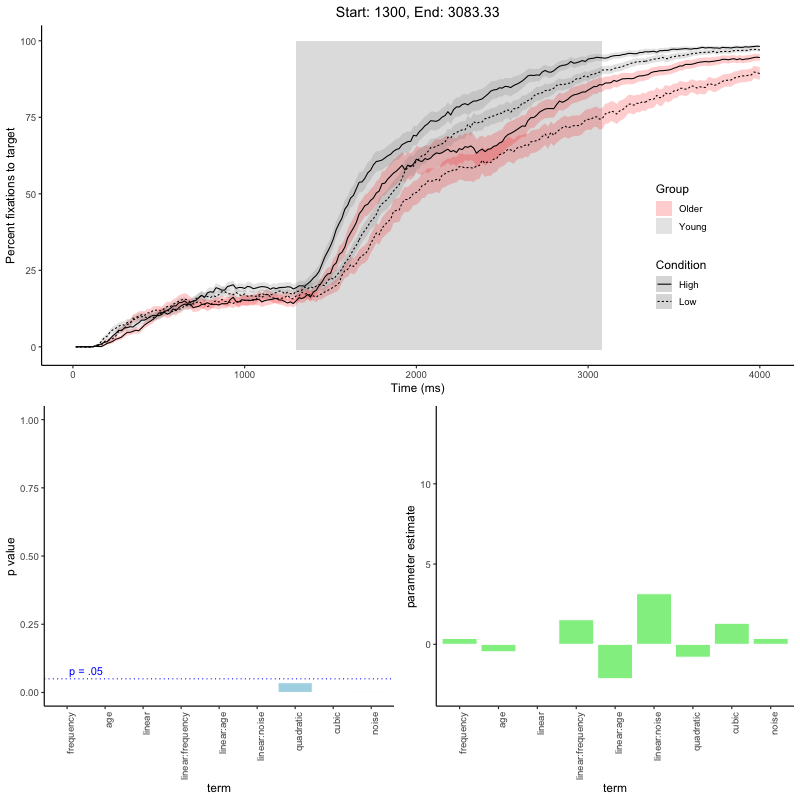 Start: 1300, End: 3083.33
Percent fixations to target
100
75
50
25
0
0
1000
2000
3000
4000
Time (ms)
Group
Older
Young
Condition
High
Low
p value
1.00
0.75
0.50
0.25
0.00
p = .05
frequency
age
linear
linear:frequency
linear:age
linear:noise
quadratic
cubic
noise
term
parameter estimate
10
5
0
frequency
age
linear
linear:frequency
linear:age
linear:noise
quadratic
cubic
noise
term